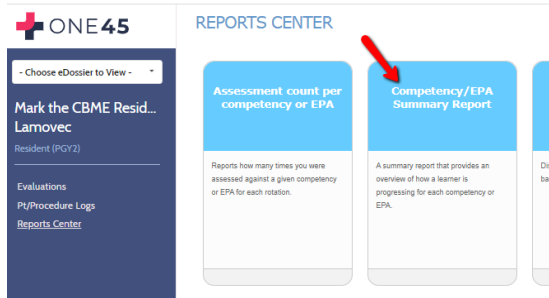 ONE45
- Choose eDossier to View -
Mark the CBME Resid...
Lamovec
Resident (PGY2)
Evaluations
Pt/Procedure Logs
Reports Center
REPORTS CENTER
Assessment count per
competency or EPA
Reports how many times you were
assessed against a given competency
or EPA for each rotation.
Competency/EPA
Summary Report
A summary report that provides an
overview of how a learner is
progressing for each competency or
EPA.